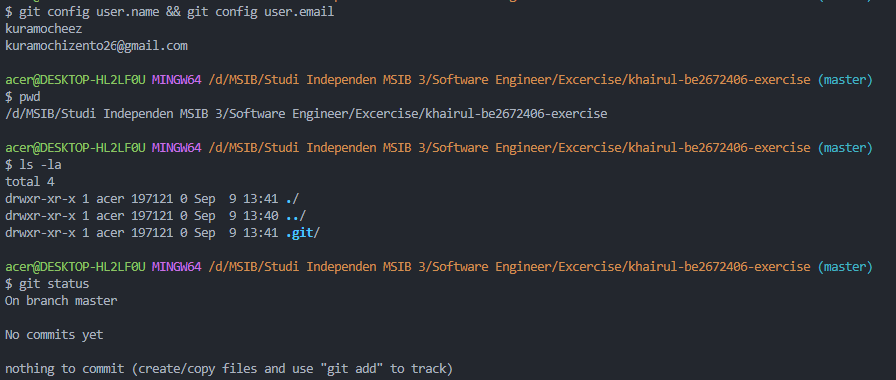 $ git config user.name && git config user.email
kuramocheez
kuramochizento26@gmail.com
acer@DESKTOP-HL2LF0U MINGW64 /d/MSIB/Studi Independen MSIB 3/Software Engineer/Excercise/khairul-be2672406-exercise (master)
$ pwd
/d/MSIB/Studi Independen MSIB 3/Software Engineer/Excercise/khairul-be2672406-exercise
acer@DESKTOP-HL2LF0U MINGW64 /d/MSIB/Studi Independen MSIB 3/Software Engineer/Excercise/khairul-be2672406-exercise (master)
$ ls -la
total 4
drwxr-xr-x 1 acer 197121 0 Sep  9 13:41 ./
drwxr-xr-x 1 acer 197121 0 Sep  9 13:40 ../
drwxr-xr-x 1 acer 197121 0 Sep  9 13:41 .git/
acer@DESKTOP-HL2LF0U MINGW64 /d/MSIB/Studi Independen MSIB 3/Software Engineer/Excercise/khairul-be2672406-exercise (master)
$ git status
On branch master
No commits yet
nothing to commit (create/copy files and use "git add" to track)